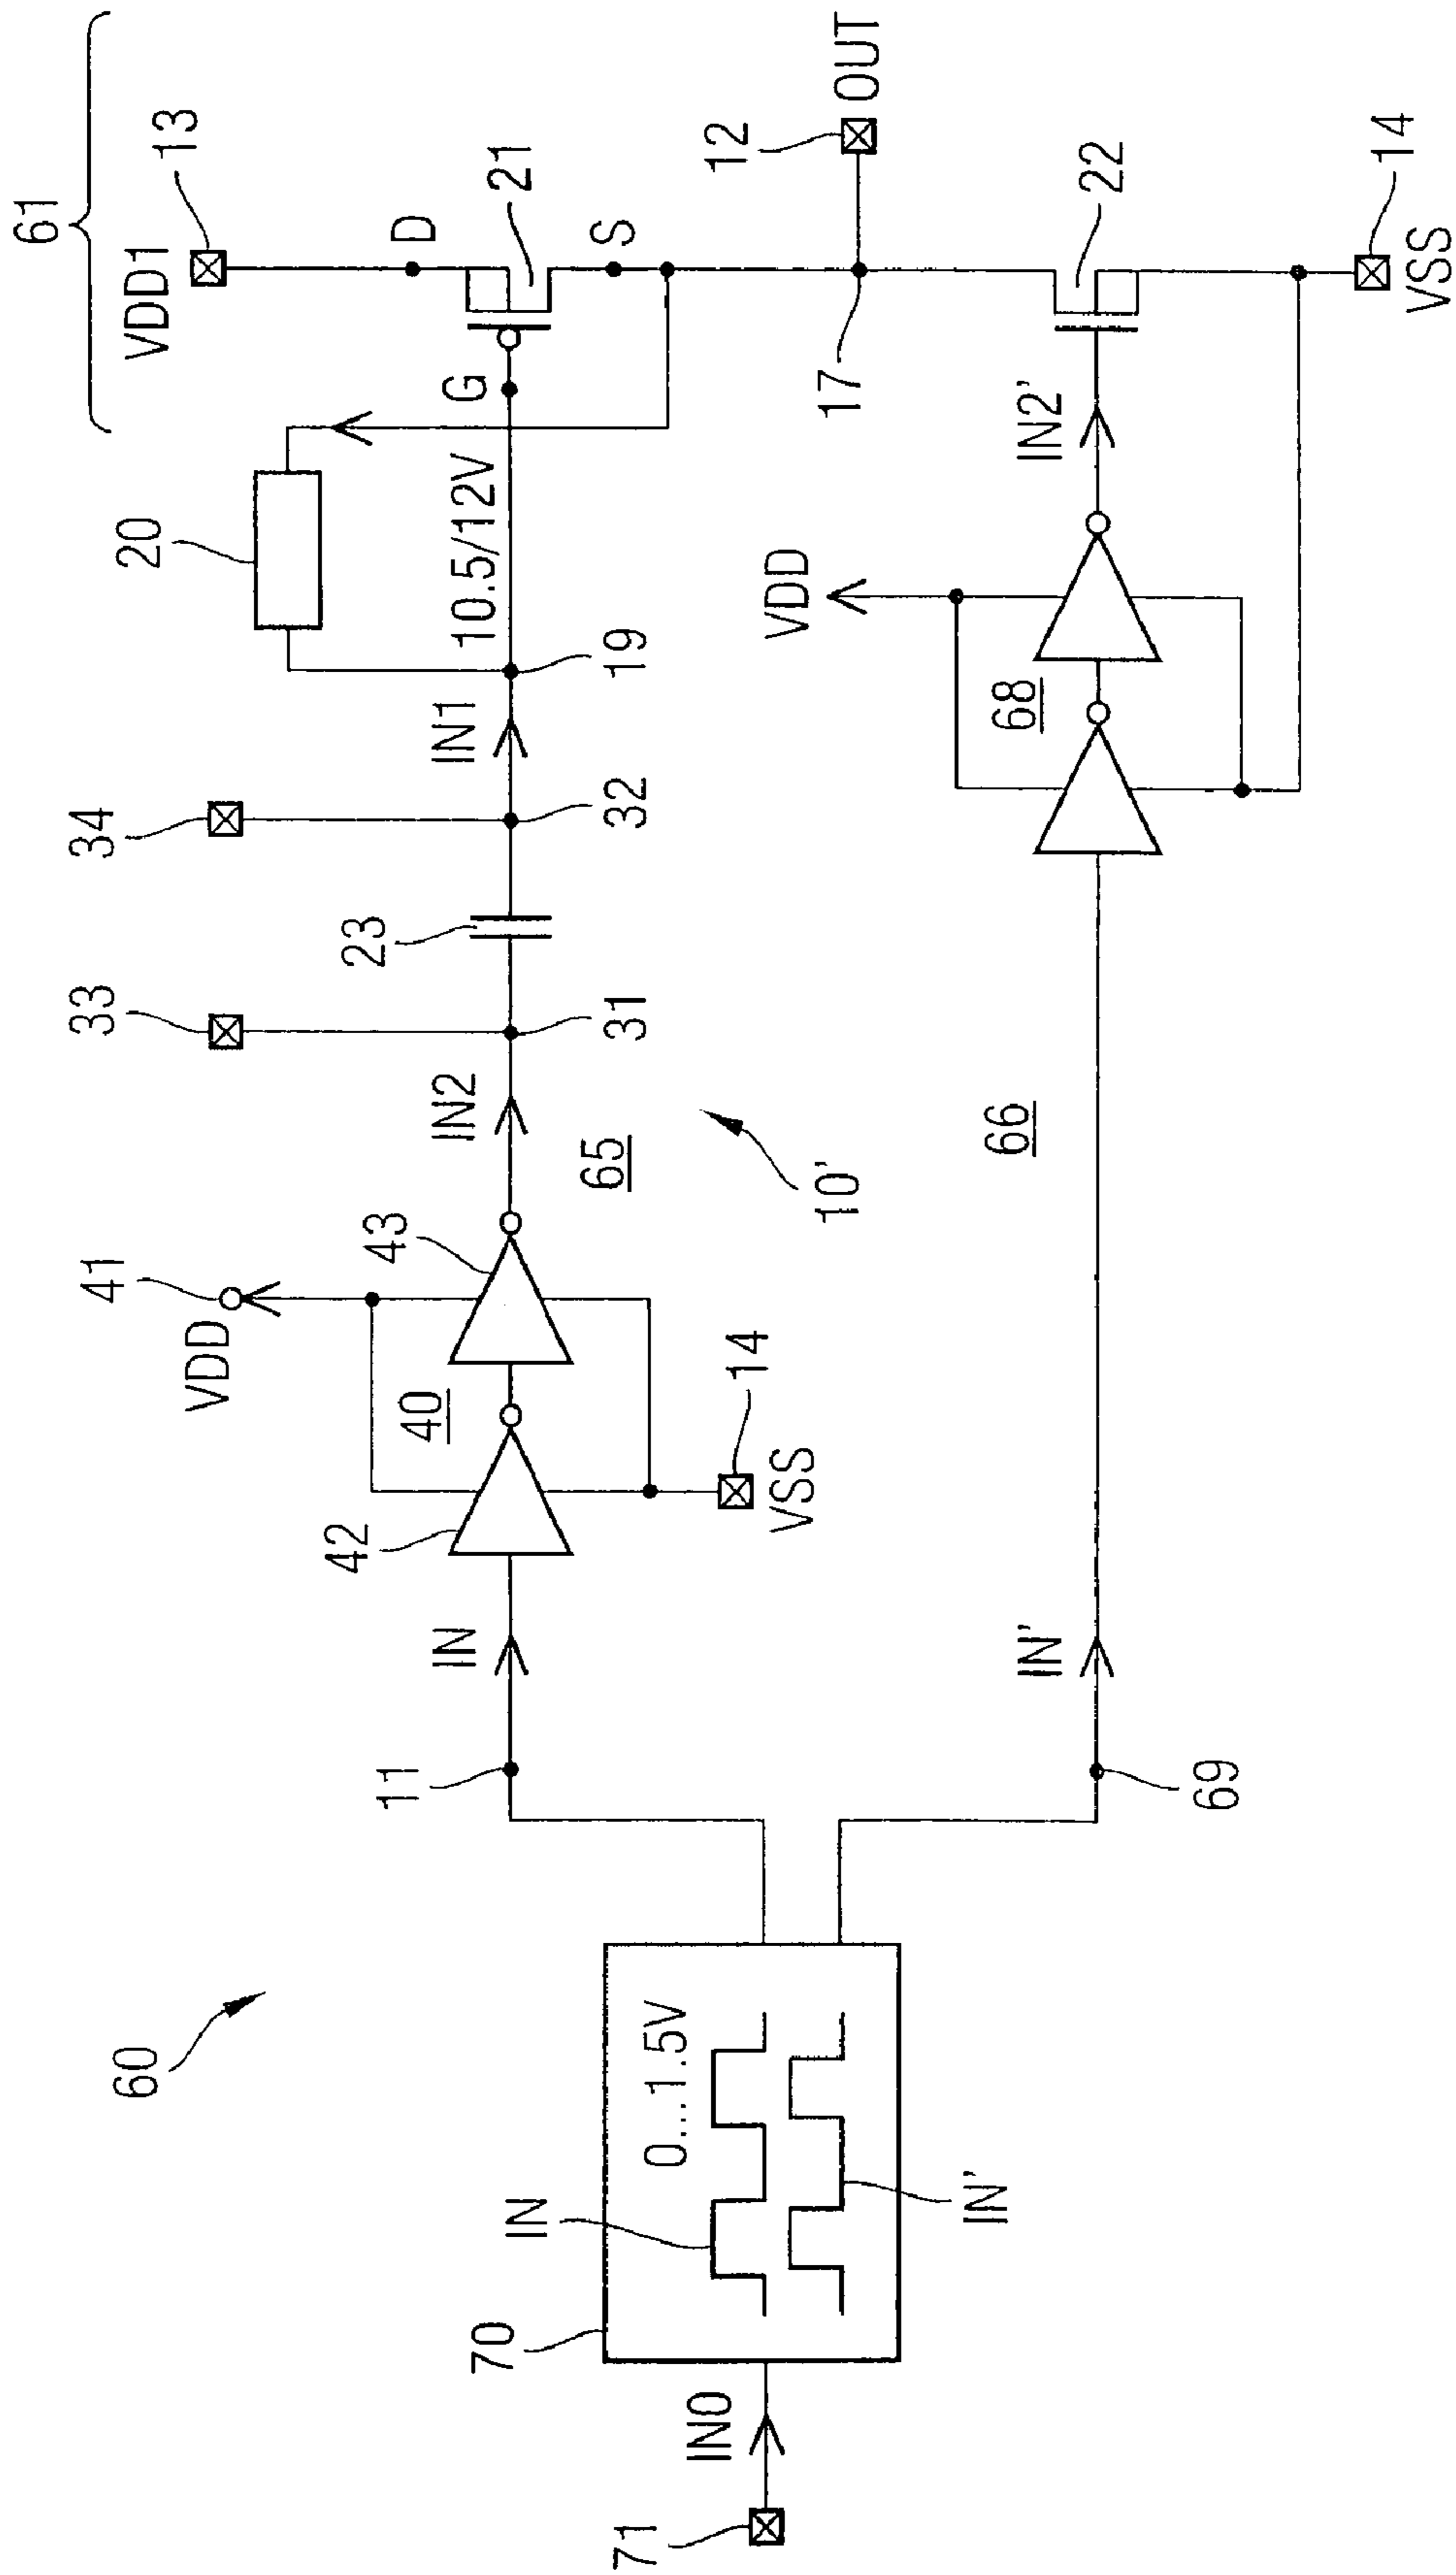 61
VDD1
13
D
21
S
G
10.5/12V
20
19
IN1
34
32
23
33
31
IN2
65
10'
41
VDD
43
40
42
14
VSS
IN
11
12
OUT
17
22
IN2'
14
VSS
VDD
68
66
IN'
69
60
70
0...1.5V
IN
IN'
IN0
71